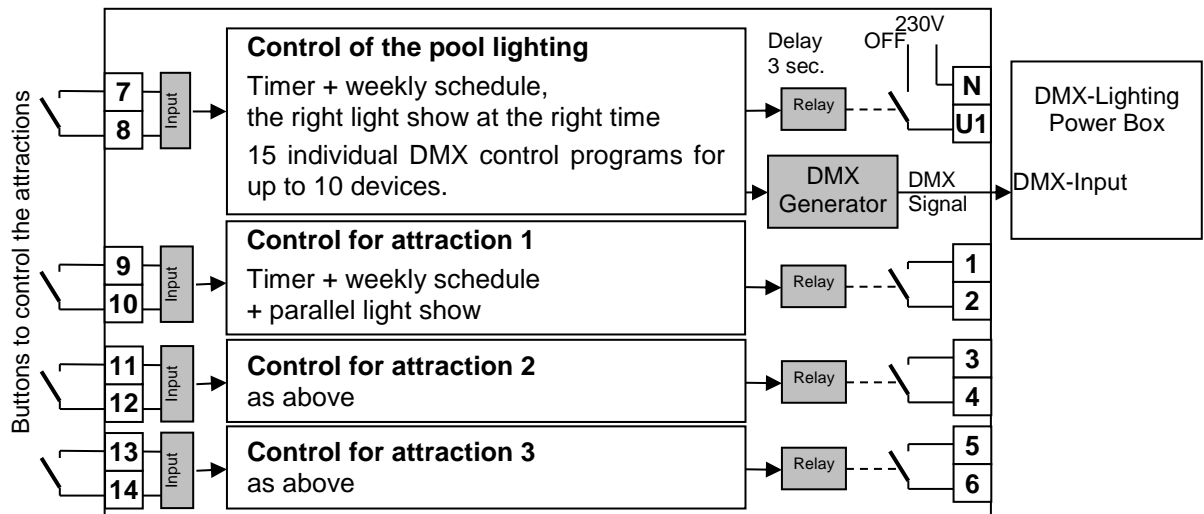 Buttons to control the attractions
7
8
Input
Control of the pool lighting
Timer + weekly schedule,
the right light show at the right time
15 individual DMX control programs for
up to 10 devices.
Delay
3 sec.
OFF
230V
Relay
N
U1
DMX
Generator
DMX
Signal
DMX-Lighting
Power Box
DMX-Input
9
10
Input
Control for attraction 1
Timer + weekly schedule
+ parallel light show
Relay
1
2
11
12
Input
Control for attraction 2
as above
Relay
3
4
13
14
Input
Control for attraction 3
as above
Relay
5
6